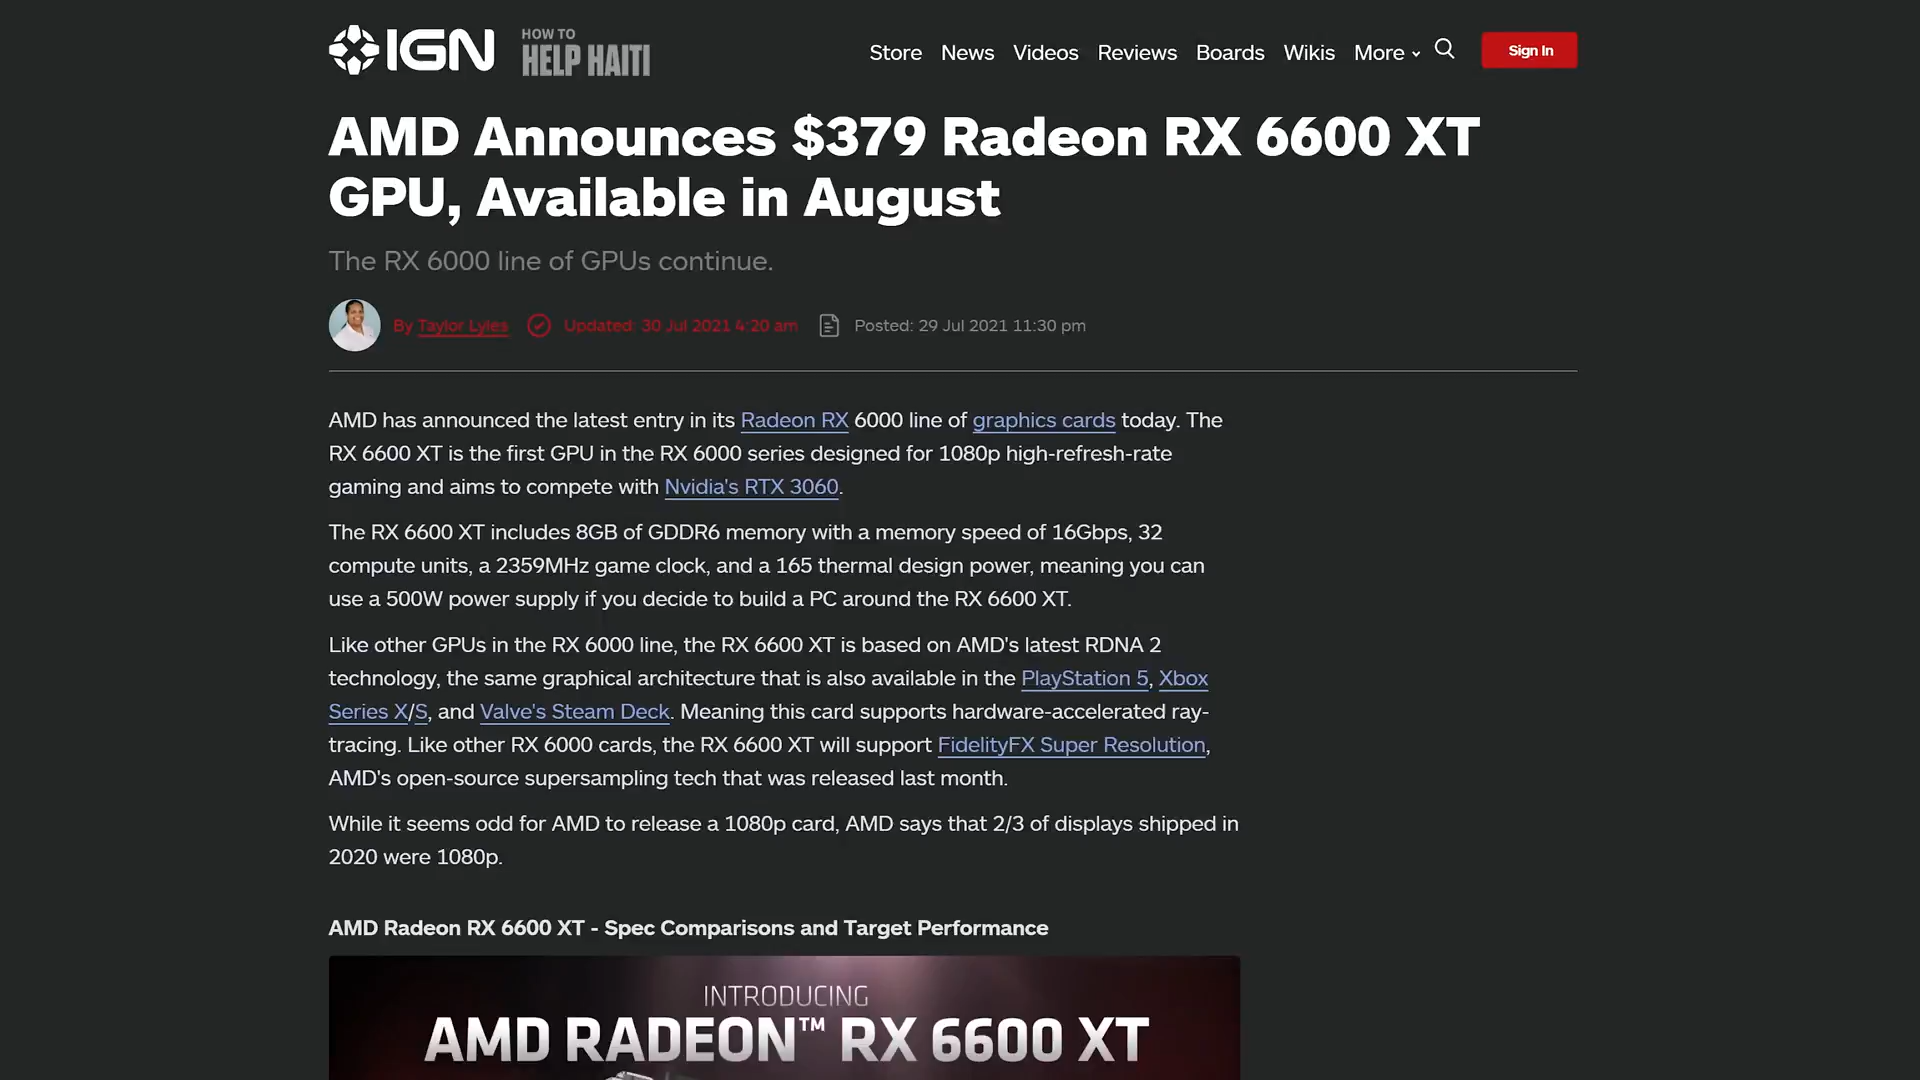 IGN
HOW TO
HELP HAITI
Store News Videos Reviews Boards Wikis More Sign In
AMD Announces $379 Radeon RX 6600 XT
GPU, Available in August
The RX 6000 line of GPUs continue.
By Taylor Lyles Updated: 30 Jul 2021 4:20 am Posted: 29 Jul 2021 11:30 pm
AMD has announced the latest entry in its Radeon RX 6000 line of graphics cards today. The
RX 6600 XT is the first GPU in the RX 6000 series designed for 1080p high-refresh-rate
gaming and aims to compete with Nvidia's RTX 3060.
The RX 6600 XT includes 8GB of GDDR6 memory with a memory speed of 16Gbps, 32
compute units, a 2359MHz game clock, and a 165 thermal design power, meaning you can
use a 500W power supply if you decide to build a PC around the RX 6600 XT.
Like other GPUs in the RX 6000 line, the RX 6600 XT is based on AMD's latest RDNA 2
technology, the same graphical architecture that is also available in the PlayStation 5, Xbox
Series X/S, and Valve's Steam Deck. Meaning this card supports hardware-accelerated ray-
tracing. Like other RX 6000 cards, the RX 6600 XT will support FidelityFX Super Resolution,
AMD's open-source supersampling tech that was released last month.
While it seems odd for AMD to release a 1080p card, AMD says that 2/3 of displays shipped in
2020 were 1080p.
AMD Radeon RX 6600 XT - Spec Comparisons and Target Performance
INTRODUCING
AMD RADEON™ RX 6600 XT